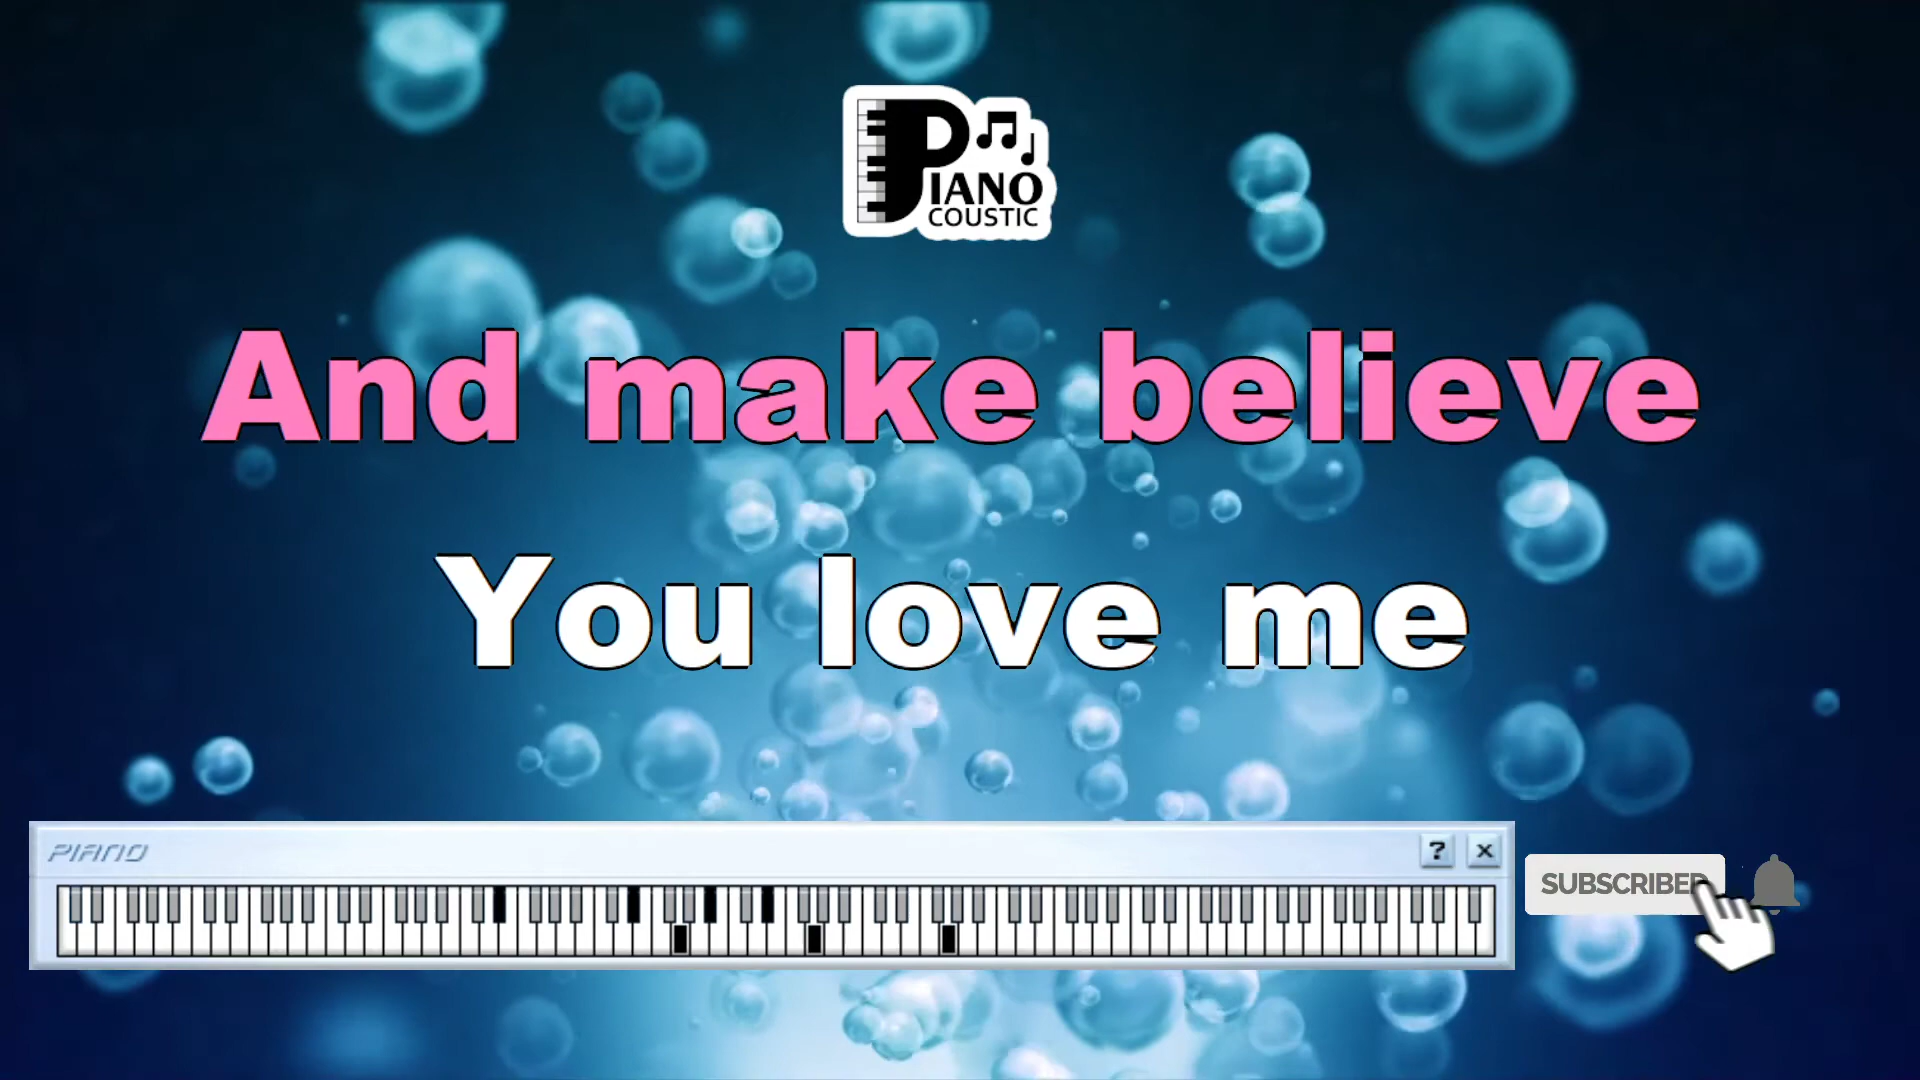 PIANO
COUSTIC
And make believe
You love me
PIANO
?
X
SUBSCRIBED